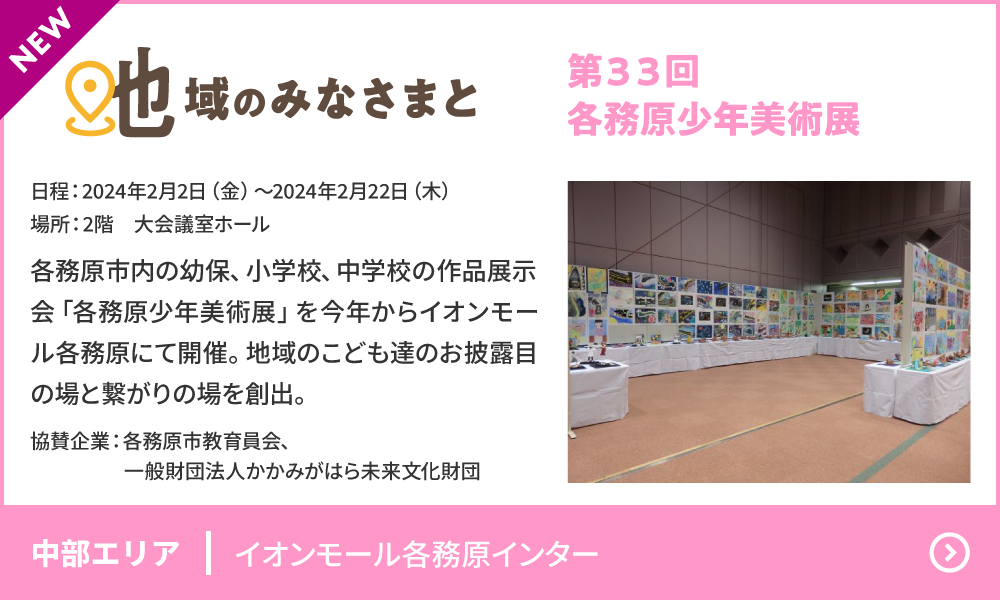 NEW
地域のみなさまと
第３３回
各務原少年美術展
日程：2024年2月2日（金）～2024年2月22日（木）
場所：2階　大会議室ホール
各務原市内の幼保、小学校、中学校の作品展示
会「各務原少年美術展」を今年からイオンモー
ル各務原にて開催。地域のこども達のお披露目
の場と繋がりの場を創出。
協賛企業：各務原市教育員会、
一般財団法人かかみがはら未来文化財団
中部エリア
イオンモール各務原インター